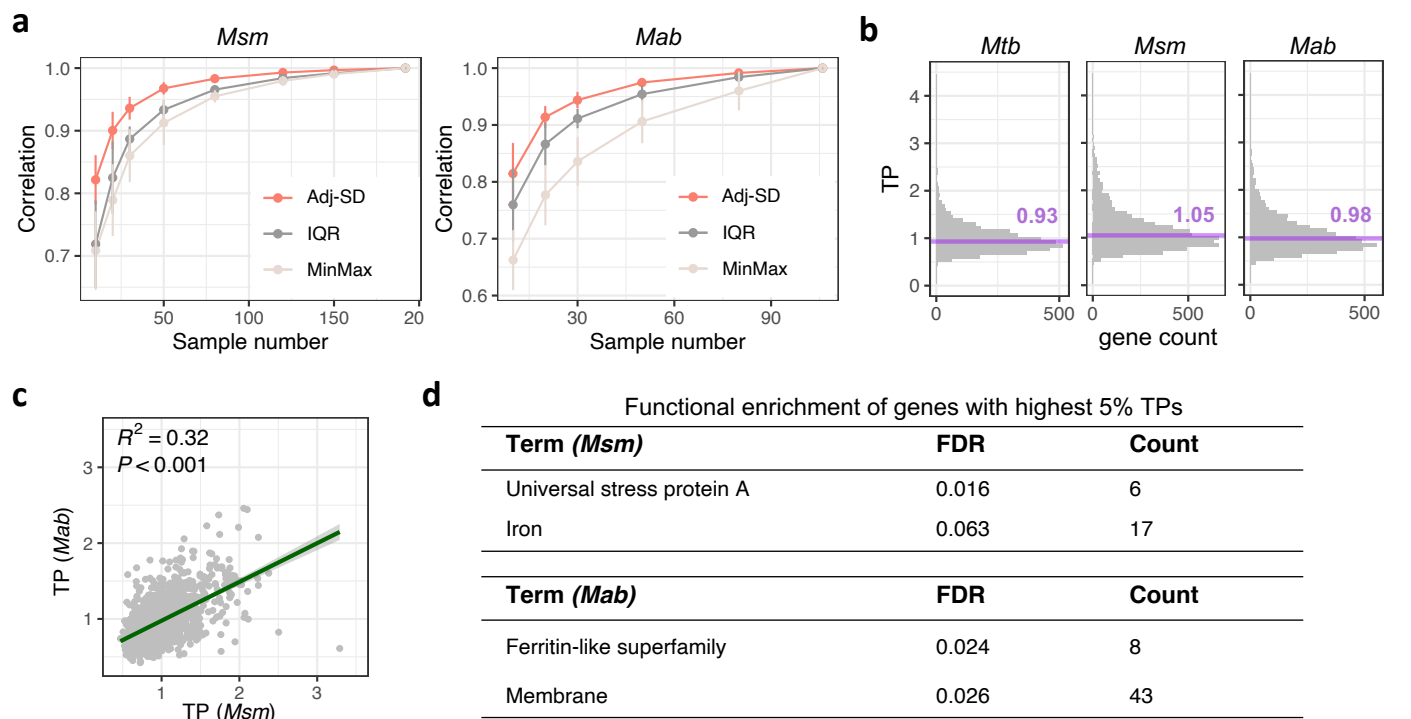 a
Msm
Correlation
1.0
0.9
0.8
0.7
Adj-SD
IQR
MinMax
50
100
150
20
Sample number
Mab
Correlation
1.0
0.9
0.8
0.7
0.6
Adj-SD
IQR
MinMax
30
60
90
Sample number
b
Mtb
Msm
Mab
TP
4
3
2
1
0
0.93
1.05
0.98
0
500
0
500
0
500
gene count
c
R² = 0.32
P < 0.001
TP (Mab)
3
2
1
1
2
3
TP (Msm)
d
Functional enrichment of genes with highest 5% TPs
Term (Msm) FDR Count
Universal stress protein A 0.016 6
Iron 0.063 17
Term (Mab) FDR Count
Ferritin-like superfamily 0.024 8
Membrane 0.026 43